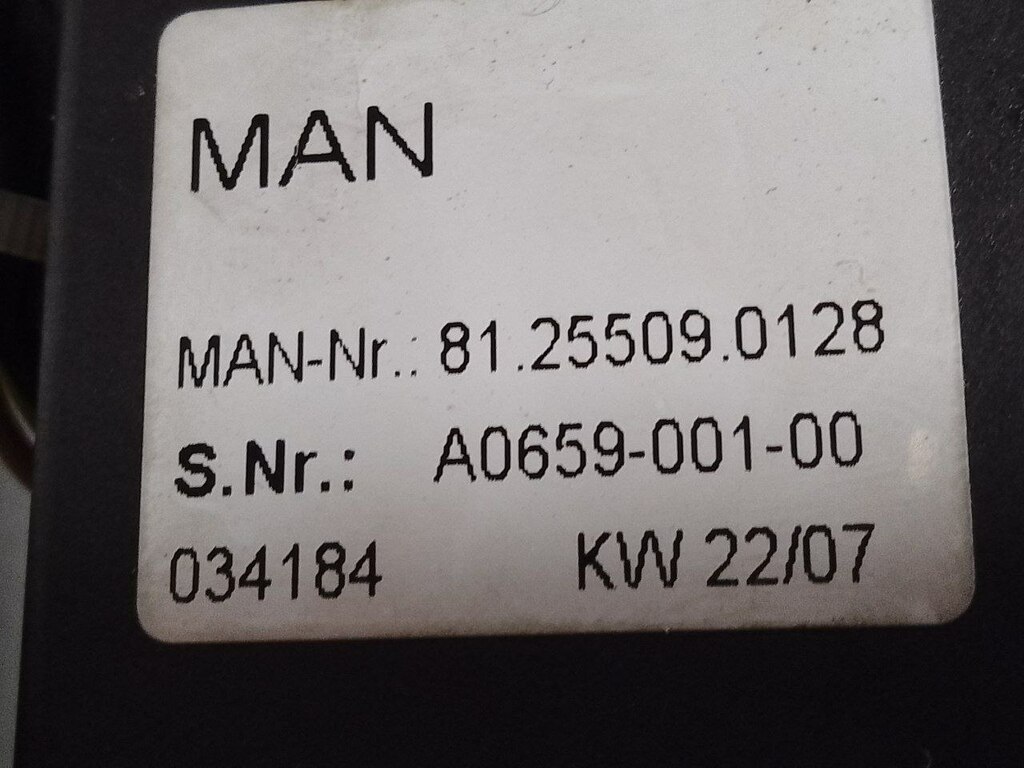 MAN
MAN-Nr.: 81.25509.0128
S.Nr.: A0659-001-00
034184 KW 22/07